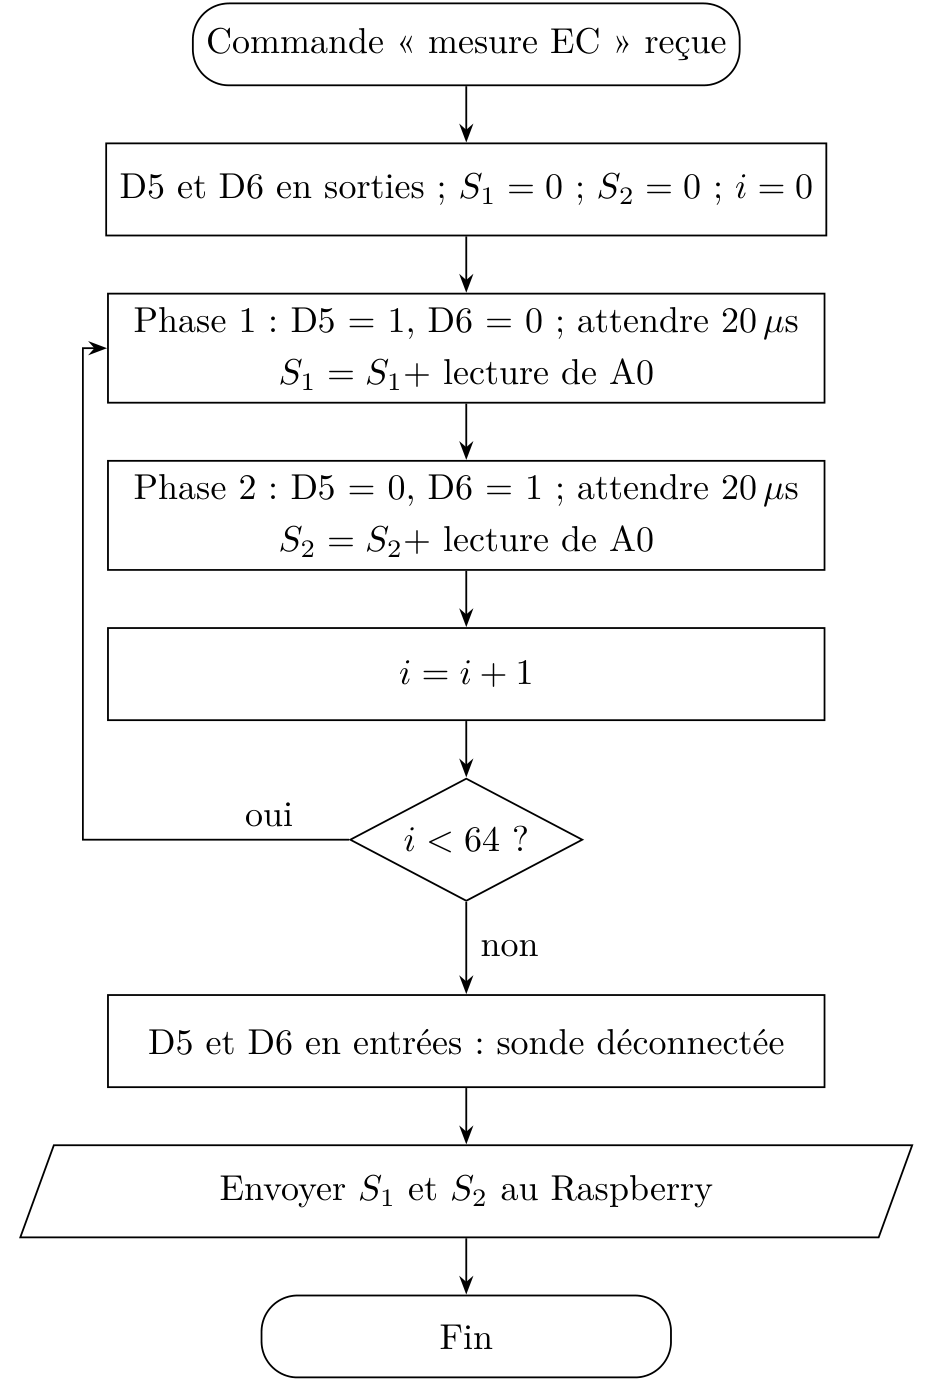 Commande « mesure EC » reçue
D5 et D6 en sorties ; S₁ = 0 ; S₂ = 0 ; i = 0
Phase 1 : D5 = 1, D6 = 0 ; attendre 20 μs
S₁ = S₁+ lecture de A0
Phase 2 : D5 = 0, D6 = 1 ; attendre 20 μs
S₂ = S₂+ lecture de A0
i = i + 1
oui
i < 64 ?
non
D5 et D6 en entrées : sonde déconnectée
Envoyer S₁ et S₂ au Raspberry
Fin